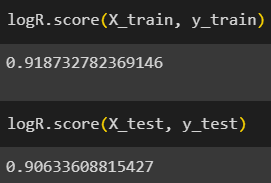 logR.score(X_train, y_train)
0.918732782369146
logR.score(X_test, y_test)
0.90633608815427